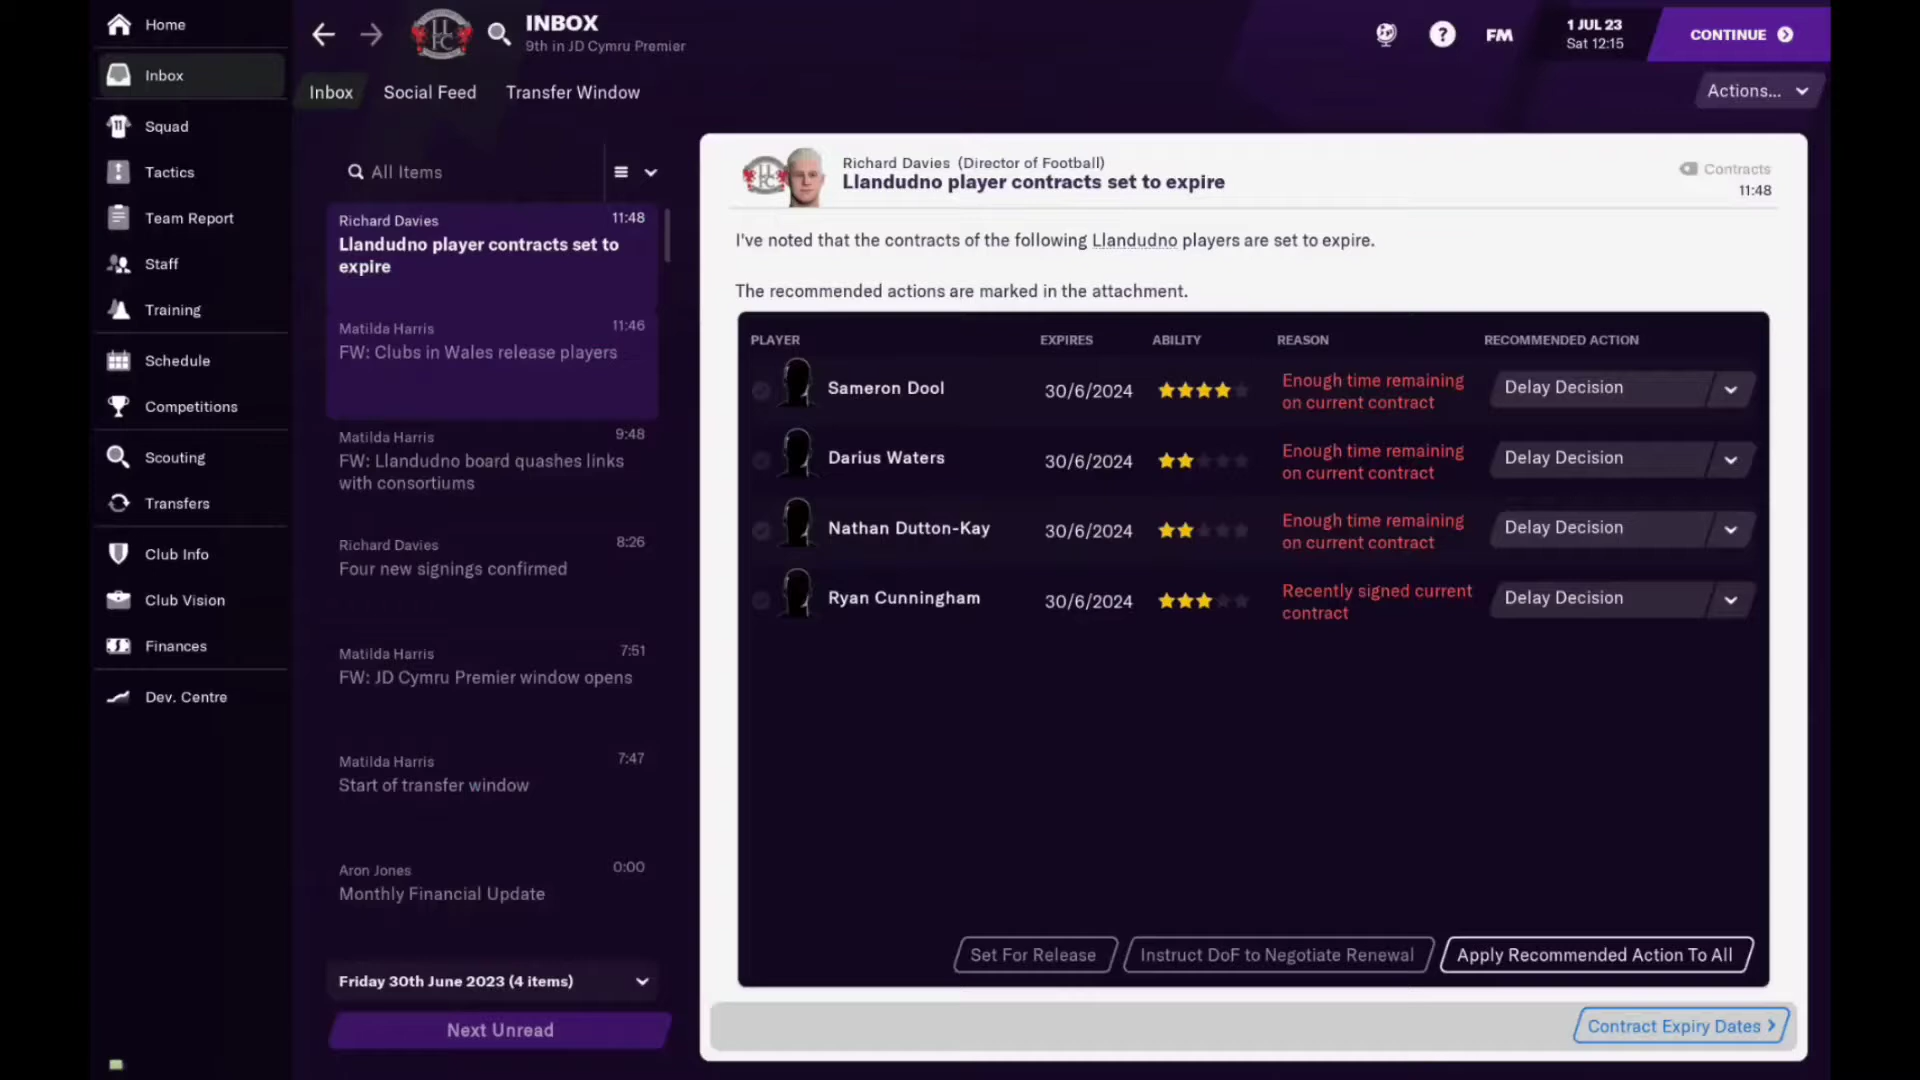 Home
Inbox
Squad
Tactics
Team Report
Staff
Training
Schedule
Competitions
Scouting
Transfers
Club Info
Club Vision
Finances
Dev. Centre
INBOX
9th in JD Cymru Premier
?
FM
1 JUL 23
Sat 12:15
CONTINUE
Inbox
Social Feed
Transfer Window
Actions...
All Items
Richard Davies
11:48
Llandudno player contracts set to
expire
Matilda Harris
11:46
FW: Clubs in Wales release players
Matilda Harris
9:48
FW: Llandudno board quashes links
with consortiums
Richard Davies
8:26
Four new signings confirmed
Matilda Harris
7:51
FW: JD Cymru Premier window opens
Matilda Harris
7:47
Start of transfer window
Aron Jones
0:00
Monthly Financial Update
Friday 30th June 2023 (4 items)
Next Unread
Richard Davies (Director of Football)
Llandudno player contracts set to expire
Contracts
11:48
I've noted that the contracts of the following Llandudno players are set to expire.
The recommended actions are marked in the attachment.
PLAYER EXPIRES ABILITY REASON RECOMMENDED ACTION
Sameron Dool 30/6/2024 Enough time remaining
on current contract
Delay Decision
Darius Waters 30/6/2024 Enough time remaining
on current contract
Delay Decision
Nathan Dutton-Kay 30/6/2024 Enough time remaining
on current contract
Delay Decision
Ryan Cunningham 30/6/2024 Recently signed current
contract
Delay Decision
Set For Release
Instruct DoF to Negotiate Renewal
Apply Recommended Action To All
Contract Expiry Dates